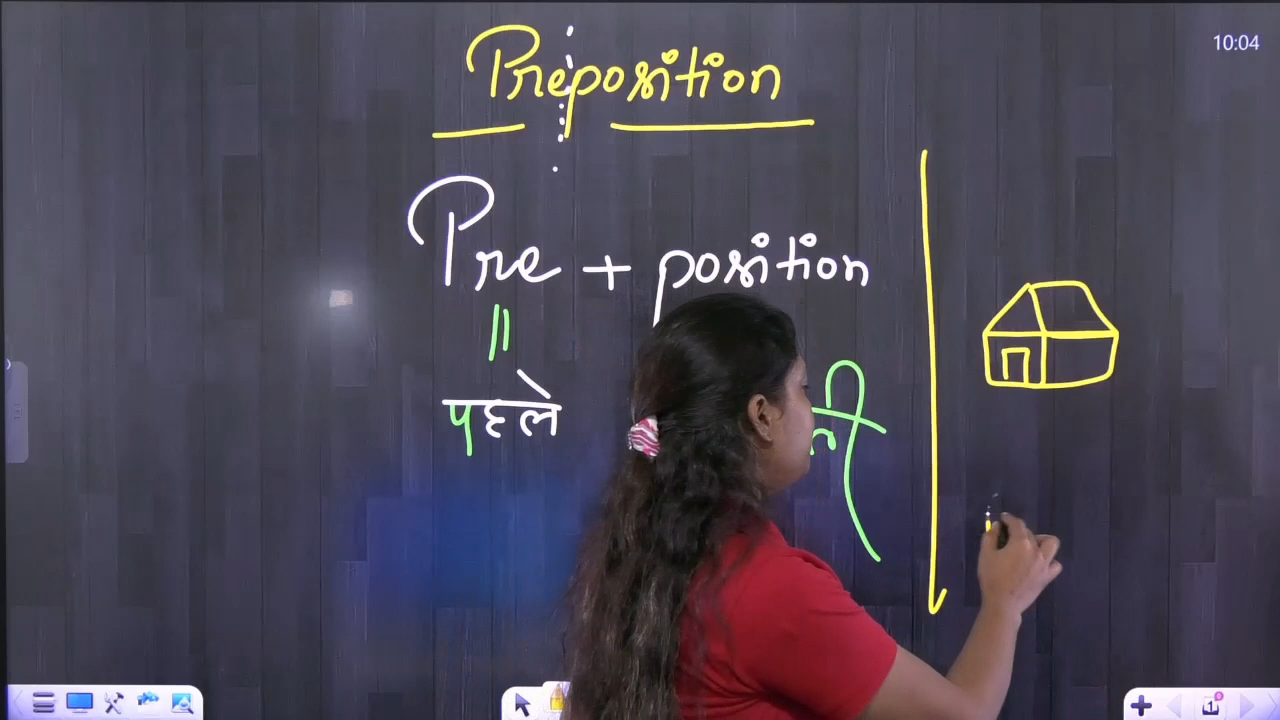 10:04
Preposition
Pre + position
=
पहले